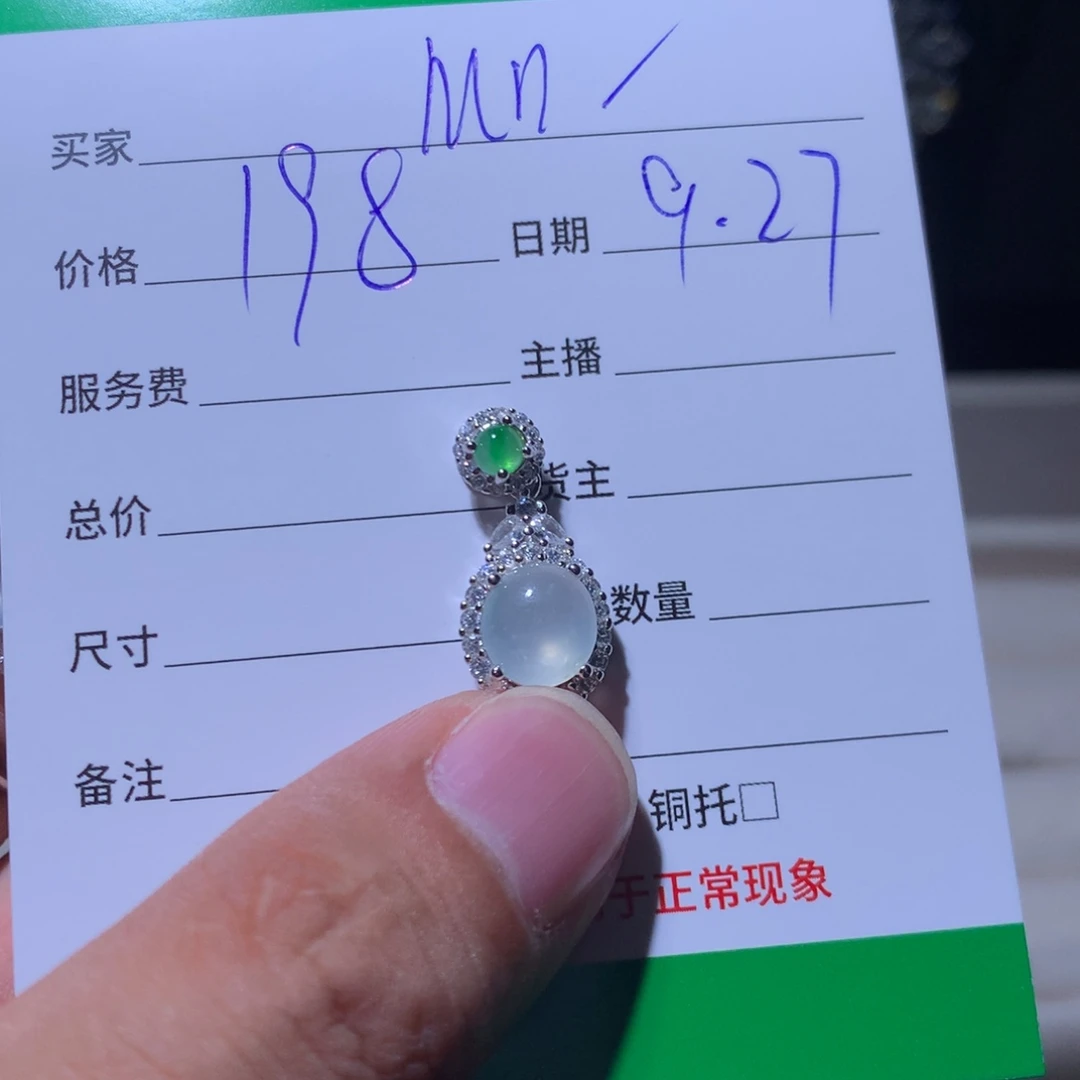 买家 Mn /
价格 198 日期 9.27
服务费 主播
总价 货主
尺寸 数量
备注
铜托□
于正常现象